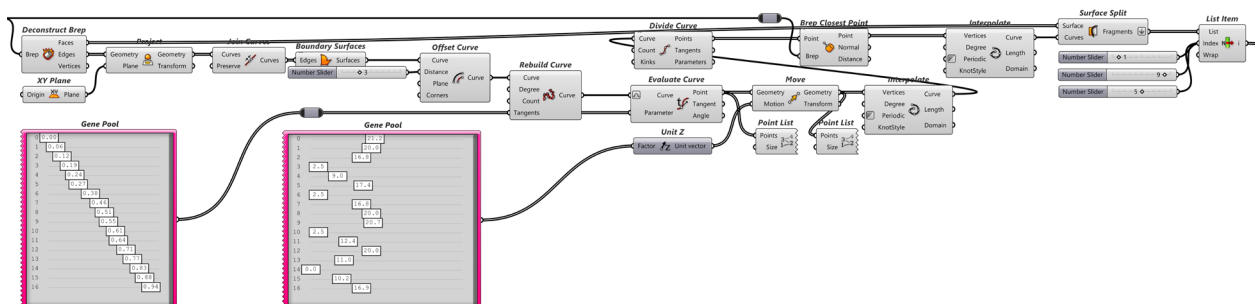 Deconstruct Brep
Brep
Faces
Edges
Vertices
XY Plane
Origin
Plane
Project
Geometry
Plane
Geometry
Transform
Join Curves
Curves
Preserve
Curves
Boundary Surfaces
Edges
Surfaces
Number Slider
3
Offset Curve
Curve
Distance
Plane
Corners
Curve
Rebuild Curve
Curve
Degree
Count
Tangents
Curve
Divide Curve
Curve
Count
Kinks
Points
Tangents
Parameters
Evaluate Curve
Curve
Parameter
Point
Tangent
Angle
Unit Z
Factor
Unit vector
Brep Closest Point
Point
Brep
Point
Normal
Distance
Move
Geometry
Motion
Geometry
Transform
Point List
Points
Size
Point List
Points
Size
Interpolate
Vertices
Degree
Periodic
KnotStyle
Curve
Length
Domain
Interpolate
Vertices
Degree
Periodic
KnotStyle
Curve
Length
Domain
Surface Split
Surface
Curves
Fragments
Number Slider
1
Number Slider
9
Number Slider
5
List Item
List
Index
Wrap
i
Gene Pool
0 0.00
1 0.06
2 0.12
3 0.19
4 0.24
5 0.27
6 0.38
7 0.46
8 0.51
9 0.55
10 0.61
11 0.64
12 0.71
13 0.77
14 0.83
15 0.88
16 0.94
Gene Pool
0 21.2
1 20.0
2 16.8
3 2.5
4 9.0
5 17.4
6 2.5
7 16.8
8 20.0
9 20.7
10 2.5
11 12.4
12 20.0
13 11.0
14 0.0
15 10.2
16 16.9